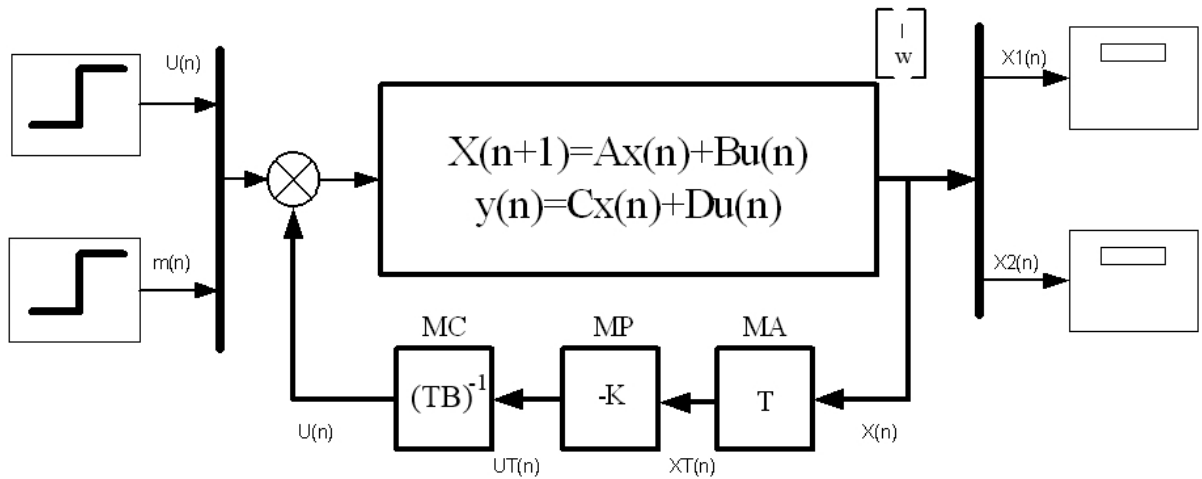 U(n)
m(n)
X(n+1)=Ax(n)+Bu(n)
y(n)=Cx(n)+Du(n)
I
w
X1(n)
X2(n)
MC
MP
MA
(TB)⁻¹
-K
T
U(n)
UT(n)
XT(n)
X(n)